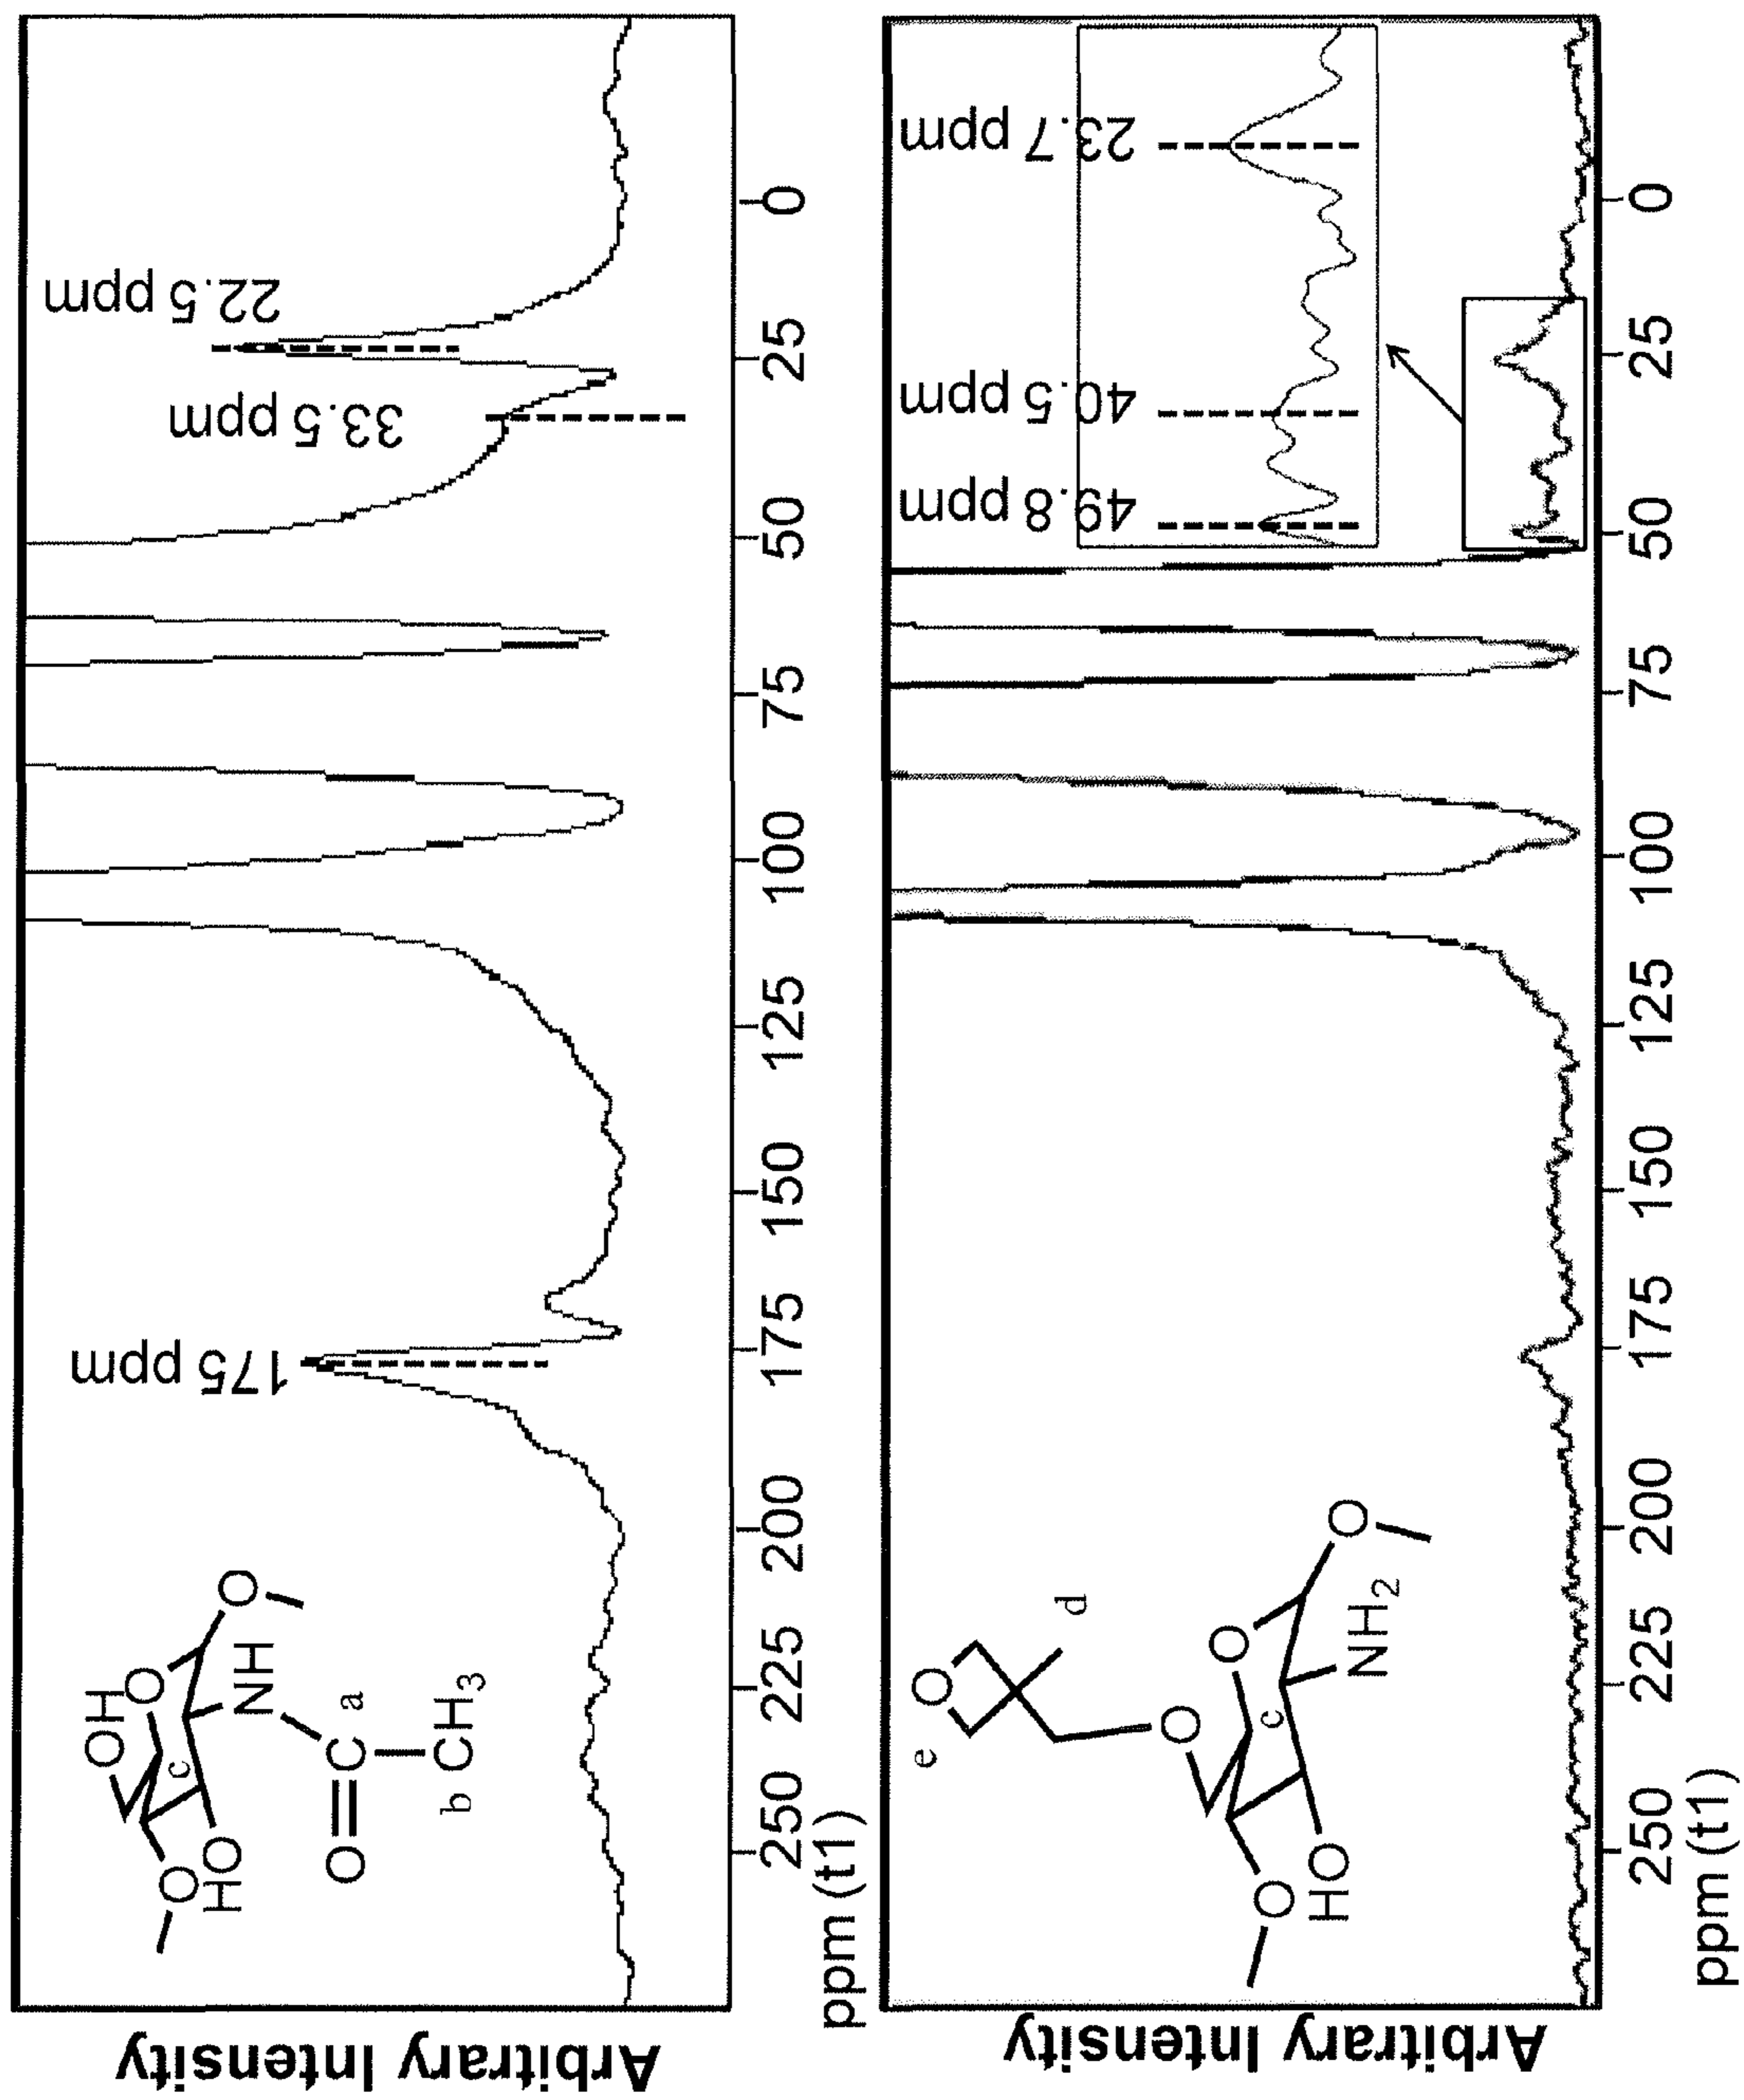 Arbitrary Intensity
175 ppm
33.5 ppm
22.5 ppm
OH
O
O
c
O
HO
NH
O
C
a
b
CH3
250
225
200
175
150
125
100
75
50
25
0
ppm (t1)
Arbitrary Intensity
49.8 ppm
40.5 ppm
23.7 ppm
O
e
d
O
O
c
O
O
HO
NH2
250
225
200
175
150
125
100
75
50
25
0
ppm (t1)